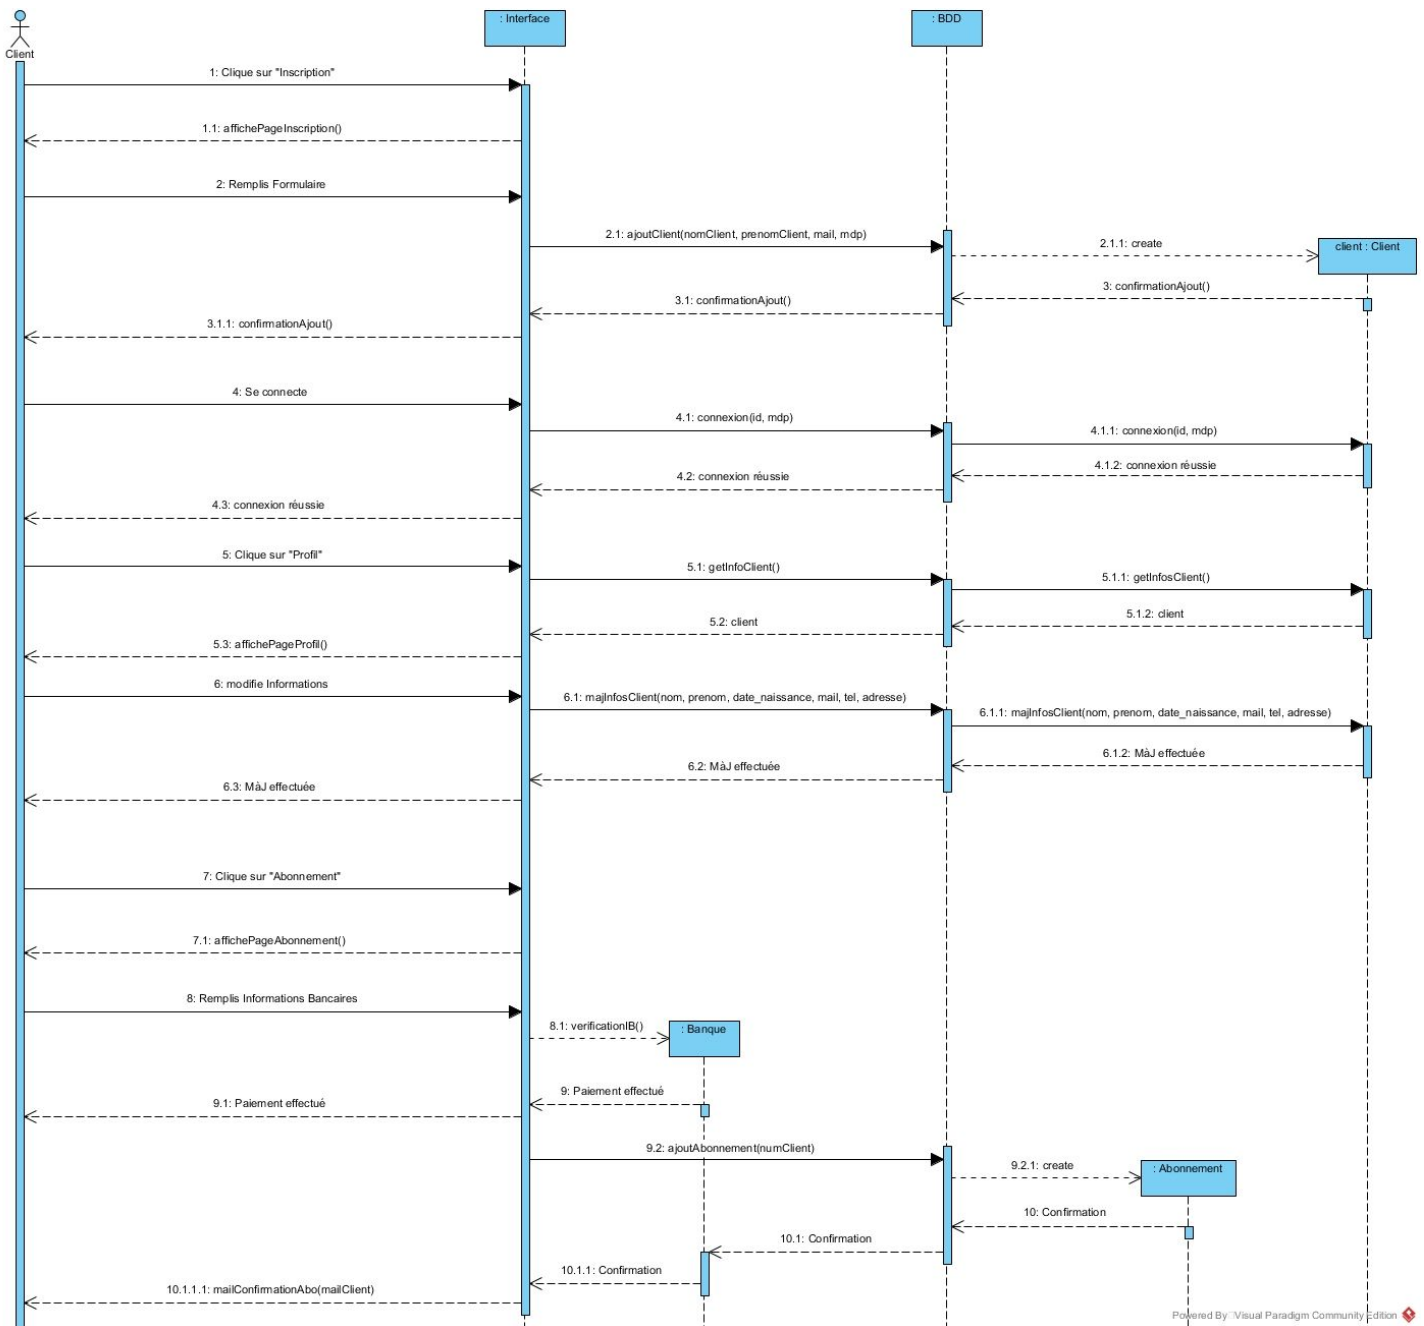 : Interface
: BDD
Client
1: Clique sur "Inscription"
1.1: affichePageInscription()
2: Remplis Formulaire
2.1: ajoutClient(nomClient, prenomClient, mail, mdp)
2.1.1: create
client : Client
3: confirmationAjout()
3.1: confirmationAjout()
3.1.1: confirmationAjout()
4: Se connecte
4.1: connexion(id, mdp)
4.1.1: connexion(id, mdp)
4.1.2: connexion réussie
4.2: connexion réussie
4.3: connexion réussie
5: Clique sur "Profil"
5.1: getInfoClient()
5.1.1: getInfosClient()
5.1.2: client
5.2: client
5.3: affichePageProfil()
6: modifie Informations
6.1: majInfosClient(nom, prenom, date_naissance, mail, tel, adresse)
6.1.1: majInfosClient(nom, prenom, date_naissance, mail, tel, adresse)
6.1.2: MàJ effectuée
6.2: MàJ effectuée
6.3: MàJ effectuée
7: Clique sur "Abonnement"
7.1: affichePageAbonnement()
8: Remplis Informations Bancaires
8.1: verificationIB()
: Banque
9: Paiement effectué
9.1: Paiement effectué
9.2: ajoutAbonnement(numClient)
9.2.1: create
: Abonnement
10: Confirmation
10.1: Confirmation
10.1.1: Confirmation
10.1.1.1: mailConfirmationAbo(mailClient)
Powered By Visual Paradigm Community Edition